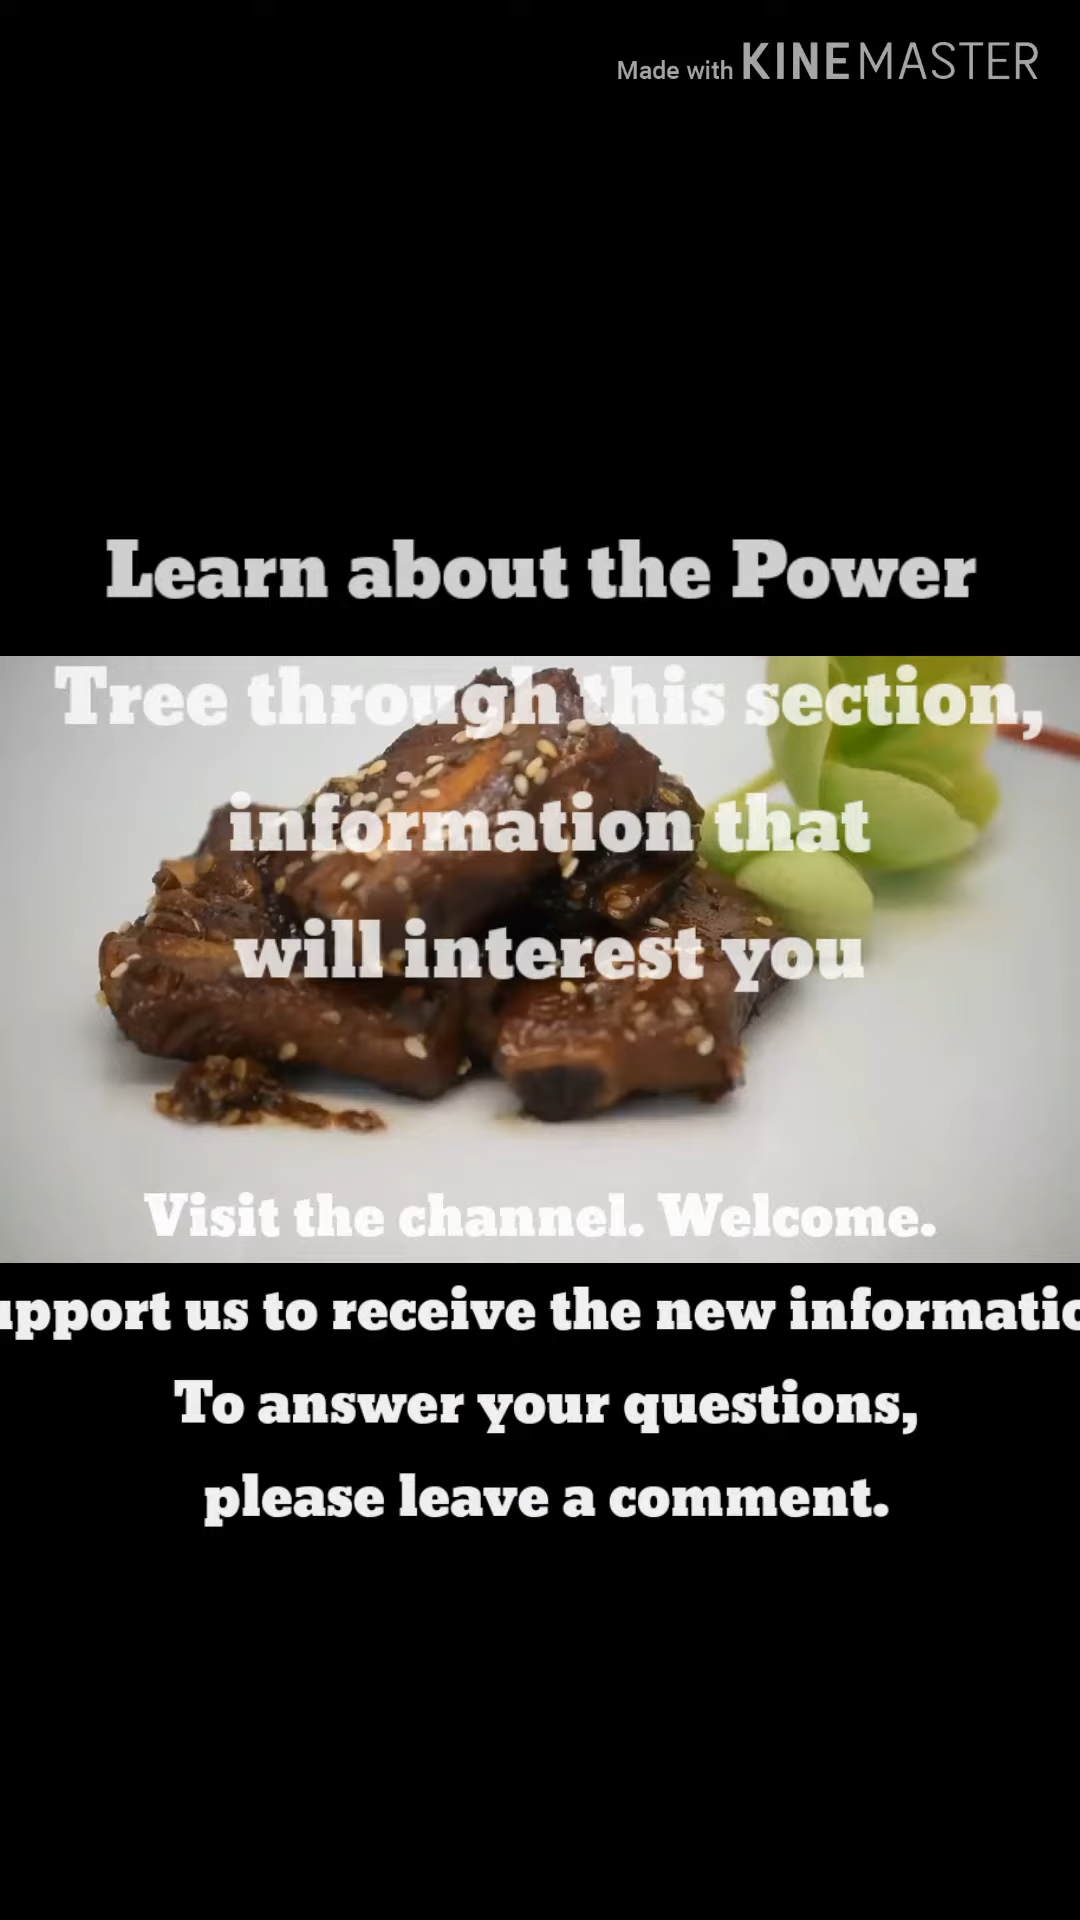 Made with KINEMASTER
Learn about the Power
Tree through this section,
information that
will interest you
Visit the channel. Welcome.
upport us to receive the new informatio
To answer your questions,
please leave a comment.